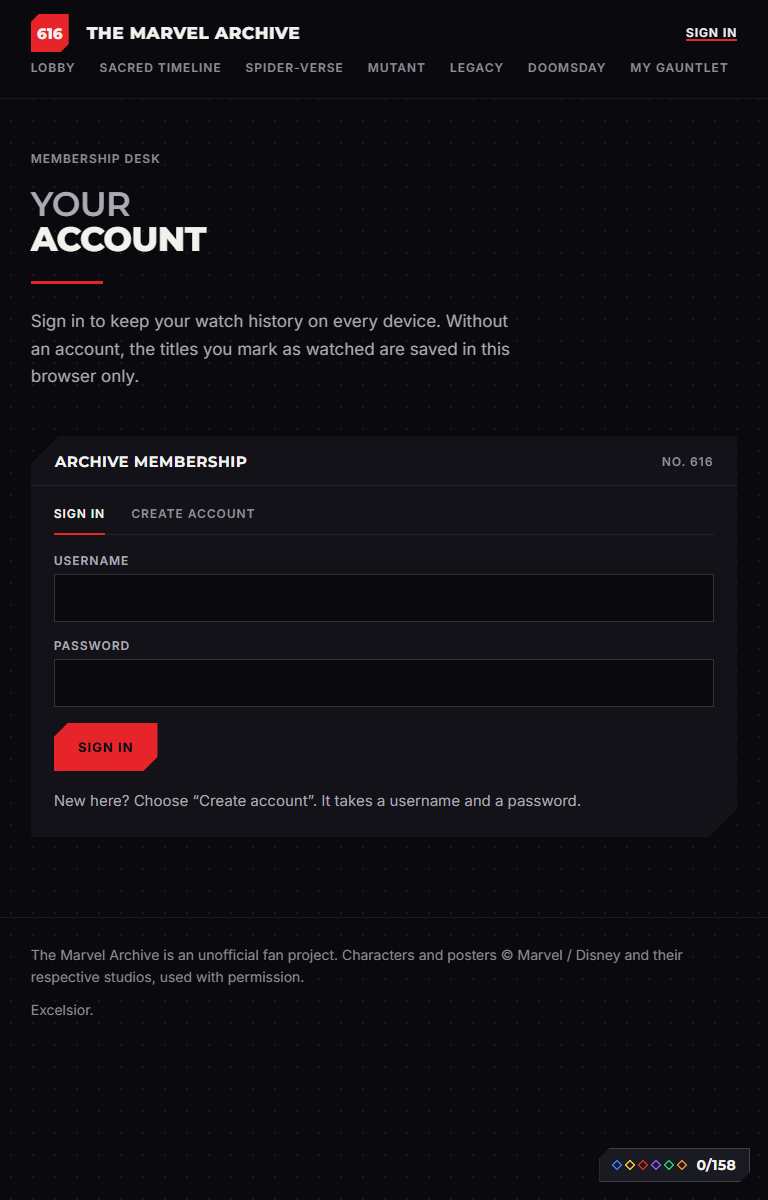 616 THE MARVEL ARCHIVE SIGN IN
LOBBY SACRED TIMELINE SPIDER-VERSE MUTANT LEGACY DOOMSDAY MY GAUNTLET
MEMBERSHIP DESK
YOUR
ACCOUNT
Sign in to keep your watch history on every device. Without
an account, the titles you mark as watched are saved in this
browser only.
ARCHIVE MEMBERSHIP NO. 616
SIGN IN CREATE ACCOUNT
USERNAME
PASSWORD
SIGN IN
New here? Choose “Create account”. It takes a username and a password.
The Marvel Archive is an unofficial fan project. Characters and posters © Marvel / Disney and their
respective studios, used with permission.
Excelsior.
0/158